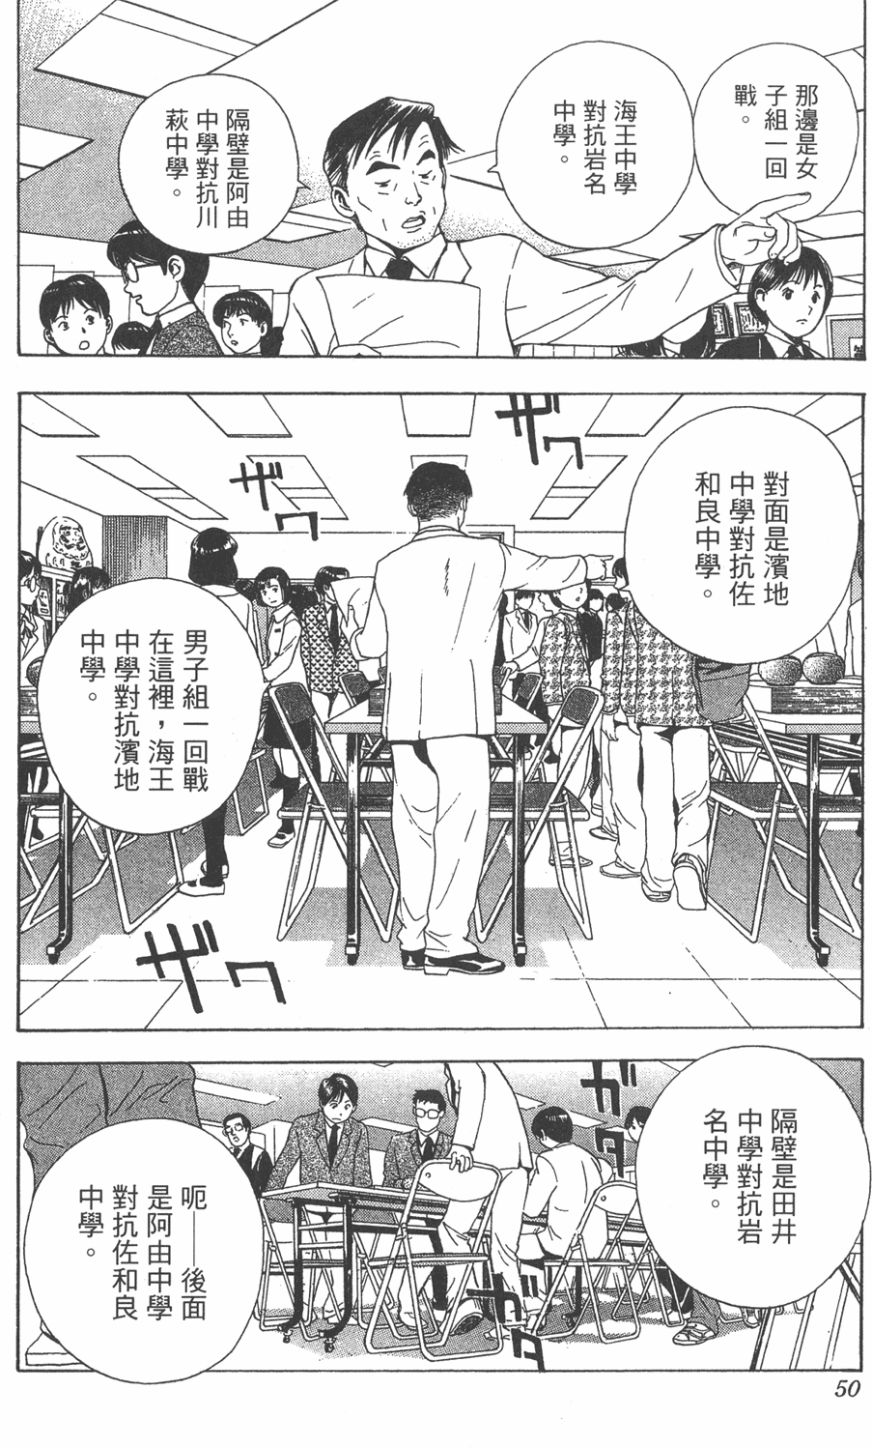 那邊是女
子組一回
戰。
海王中學
對抗岩名
中學。
隔壁是阿由
中學對抗川
萩中學。
對面是濱地
中學對抗佐
和良中學。
ザワ
ザワ
男子組一回戰
在這裡，海王
中學對抗濱地
中學。
ザワ
隔壁是田井
中學對抗岩
名中學。
ガタ
呃──後面
是阿由中學
對抗佐和良
中學。
ガタ
50